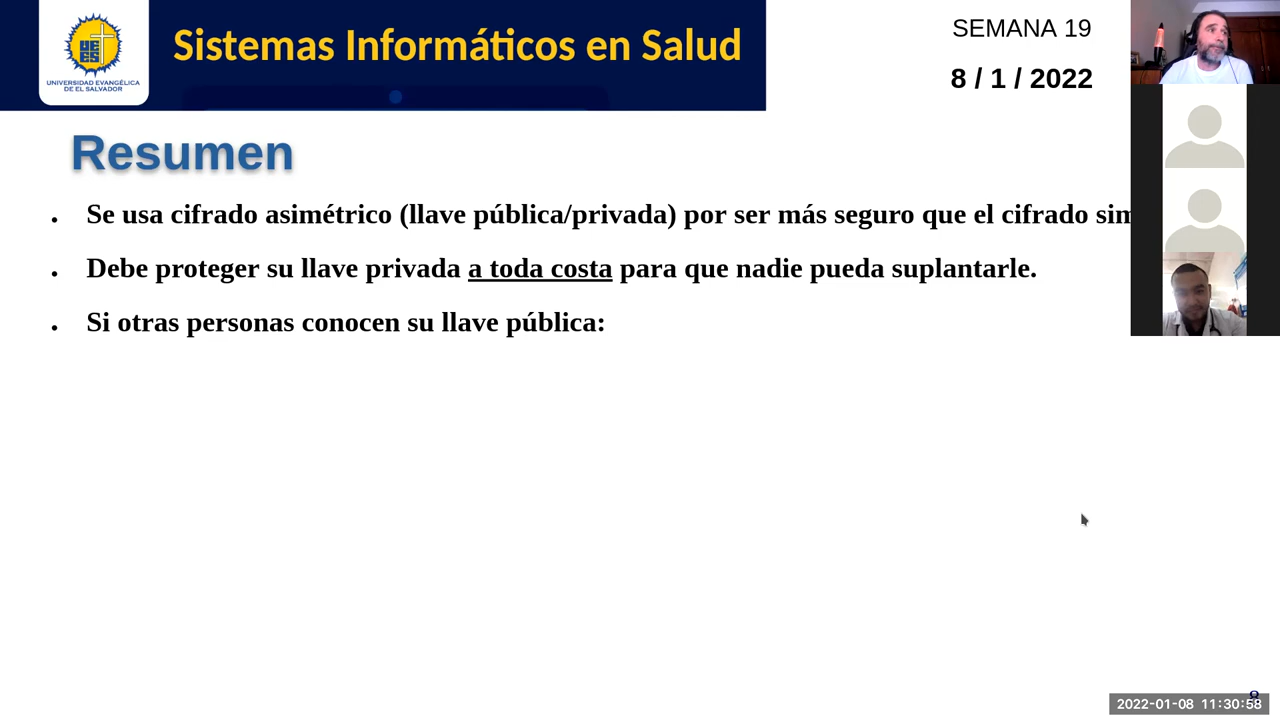 Sistemas Informáticos en Salud
UNIVERSIDAD EVANGÉLICA
DE EL SALVADOR
SEMANA 19
8 / 1 / 2022
Resumen
Se usa cifrado asimétrico (llave pública/privada) por ser más seguro que el cifrado
Debe proteger su llave privada a toda costa para que nadie pueda suplantarle.
Si otras personas conocen su llave pública:
8
2022-01-08 11:30:58